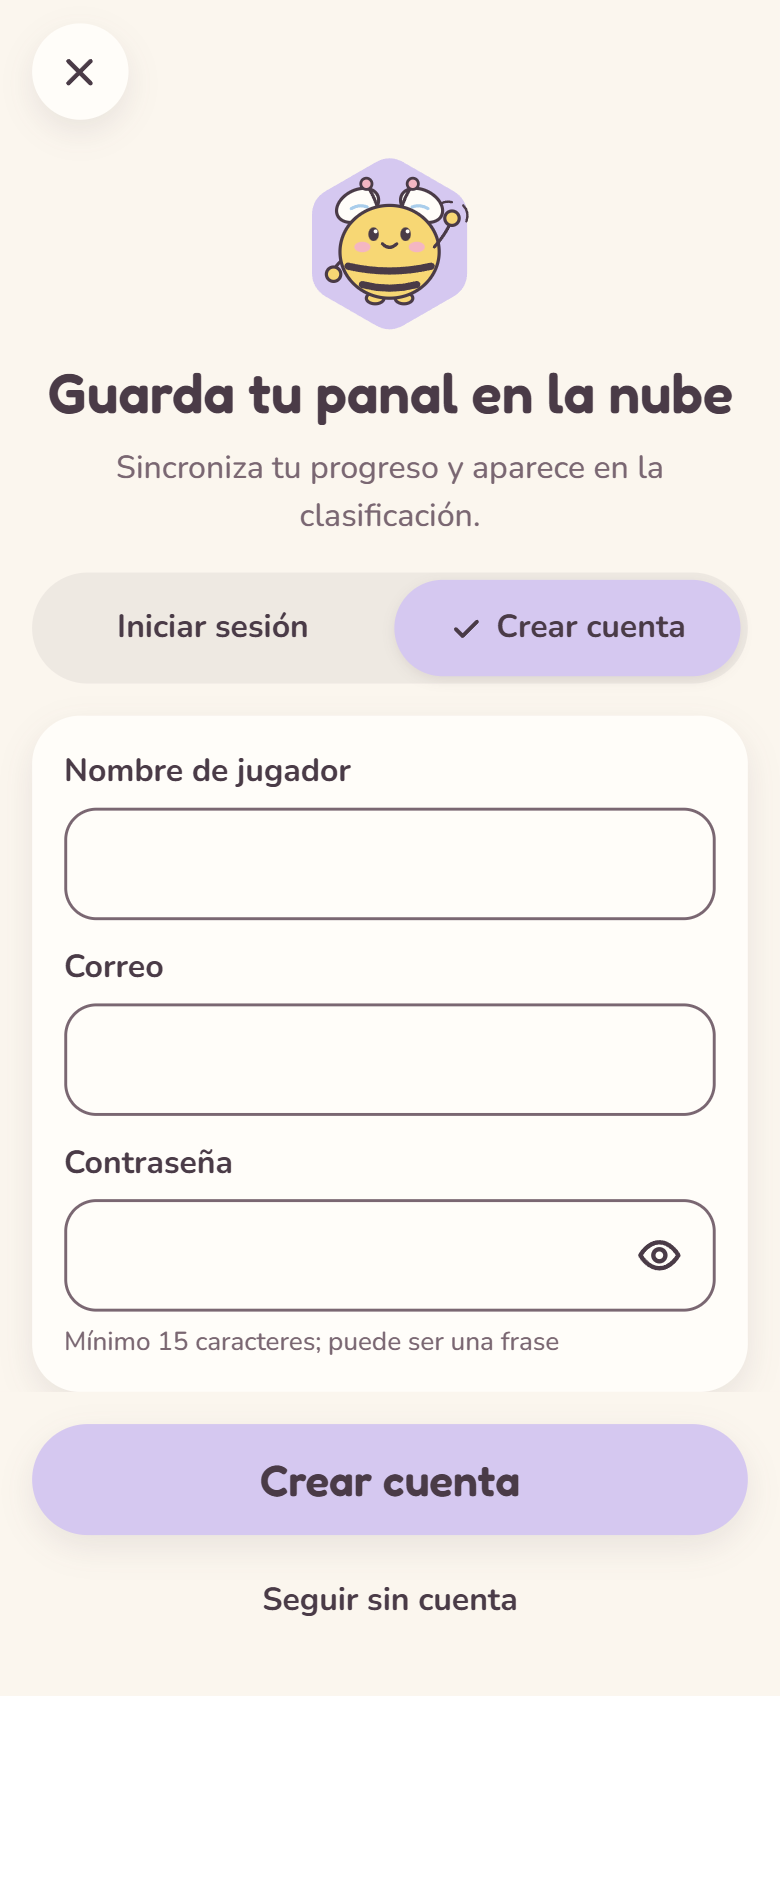 Guarda tu panal en la nube
Sincroniza tu progreso y aparece en la
clasificación.
Iniciar sesión
Crear cuenta
Nombre de jugador
Correo
Contraseña
Mínimo 15 caracteres; puede ser una frase
Crear cuenta
Seguir sin cuenta